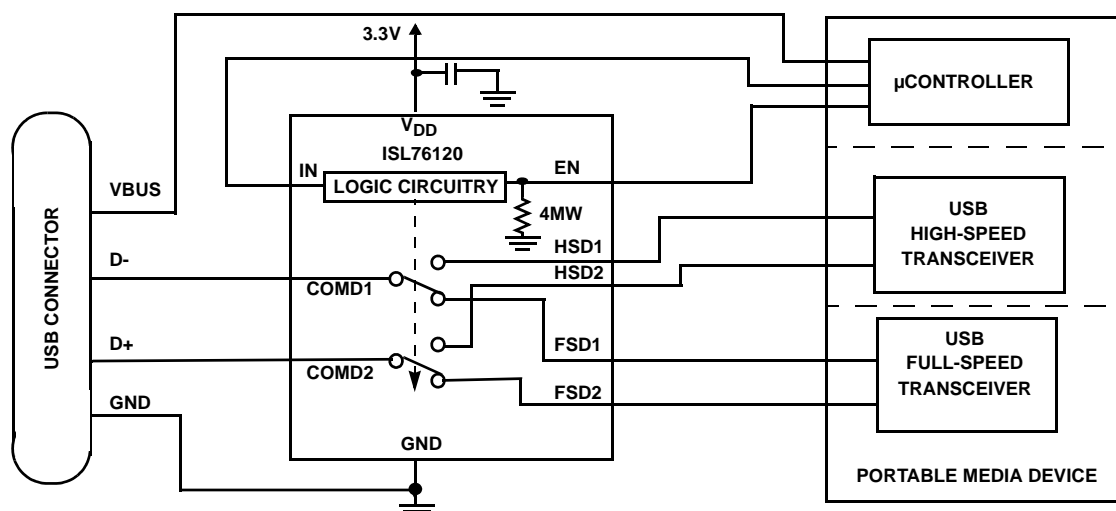 3.3V
µCONTROLLER
VDD
ISL76120
IN
LOGIC CIRCUITRY
EN
4MW
VBUS
USB CONNECTOR
D-
D+
GND
COMD1
COMD2
HSD1
HSD2
FSD1
FSD2
GND
USB
HIGH-SPEED
TRANSCEIVER
USB
FULL-SPEED
TRANSCEIVER
PORTABLE MEDIA DEVICE